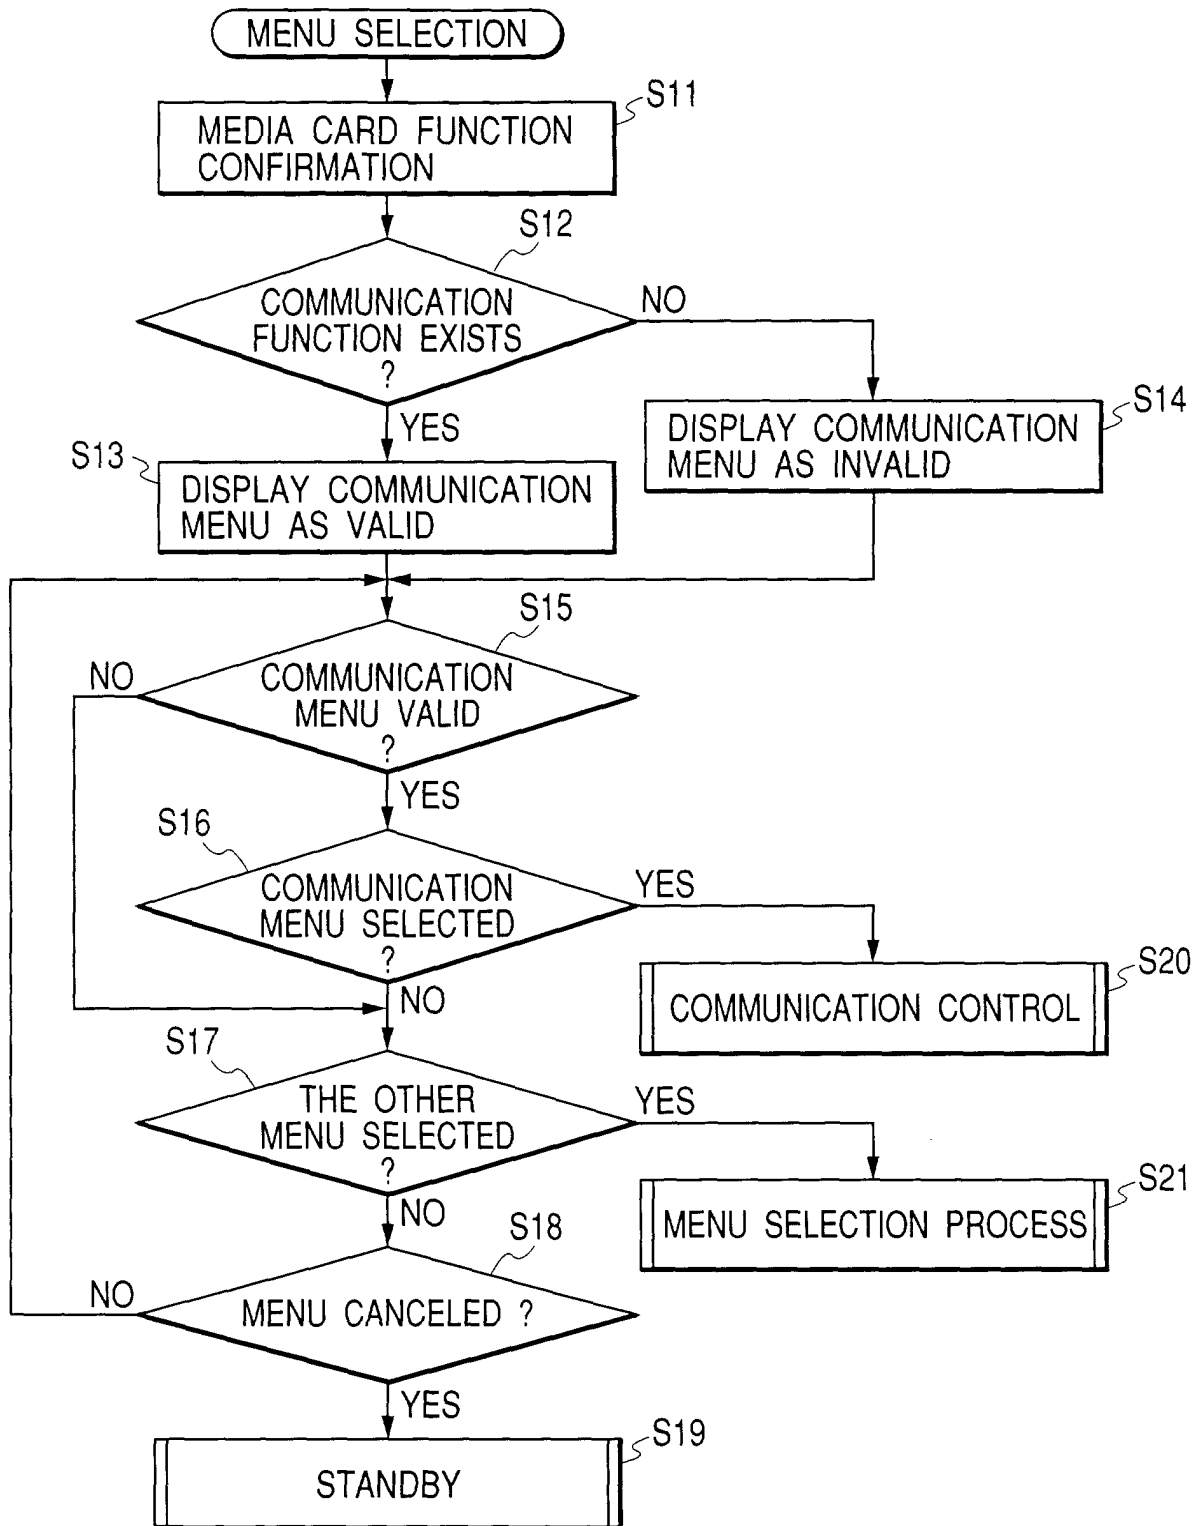 MENU SELECTION
S11
MEDIA CARD FUNCTION
CONFIRMATION
S12
COMMUNICATION
FUNCTION EXISTS
?
NO
YES
S13
DISPLAY COMMUNICATION
MENU AS VALID
S14
DISPLAY COMMUNICATION
MENU AS INVALID
S15
NO
COMMUNICATION
MENU VALID
?
YES
S16
COMMUNICATION
MENU SELECTED
?
YES
NO
S20
COMMUNICATION CONTROL
S17
THE OTHER
MENU SELECTED
?
YES
NO
S21
MENU SELECTION PROCESS
S18
NO
MENU CANCELED ?
YES
S19
STANDBY